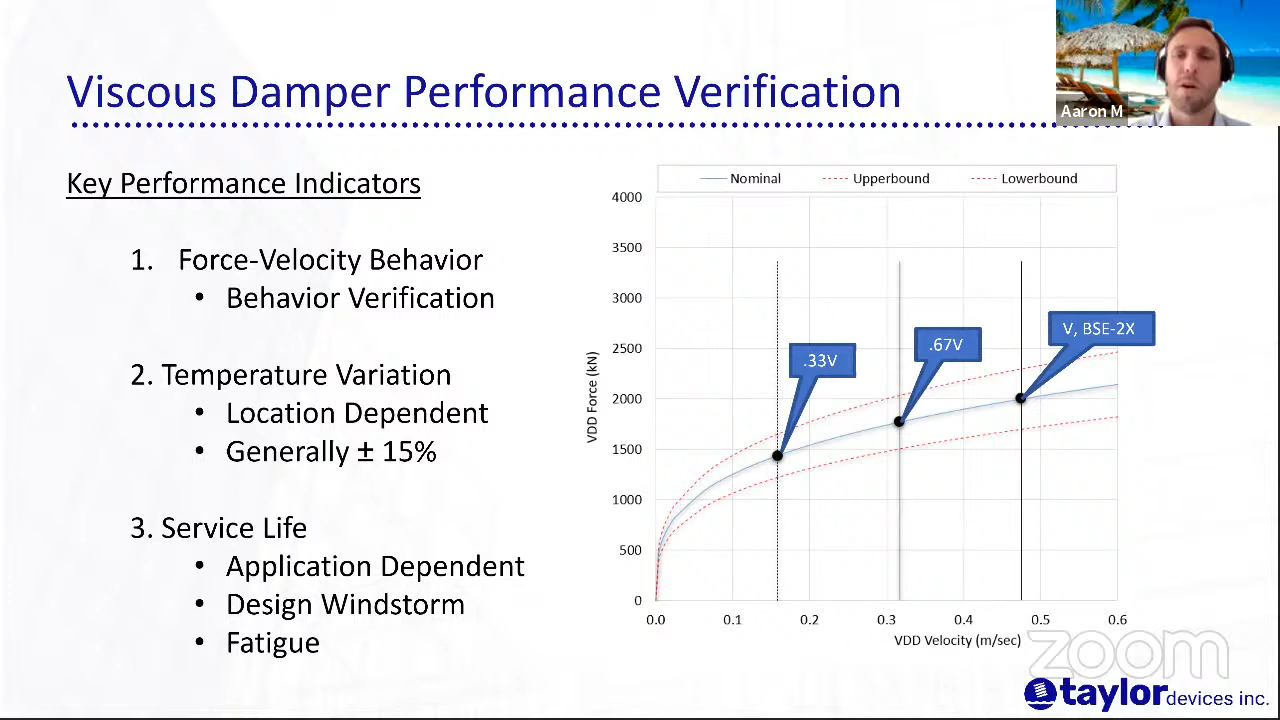 Viscous Damper Performance Verification
Aaron M
Key Performance Indicators
1. Force-Velocity Behavior
• Behavior Verification
2. Temperature Variation
• Location Dependent
• Generally ± 15%
3. Service Life
• Application Dependent
• Design Windstorm
• Fatigue
Nominal Upperbound Lowerbound
4000
3500
3000
2500
2000
1500
1000
500
0
VDD Force (kN)
.33V
.67V
V, BSE-2X
0.0 0.1 0.2 0.3 0.4 0.5 0.6
VDD Velocity (m/sec)
zoom
taylor devices inc.